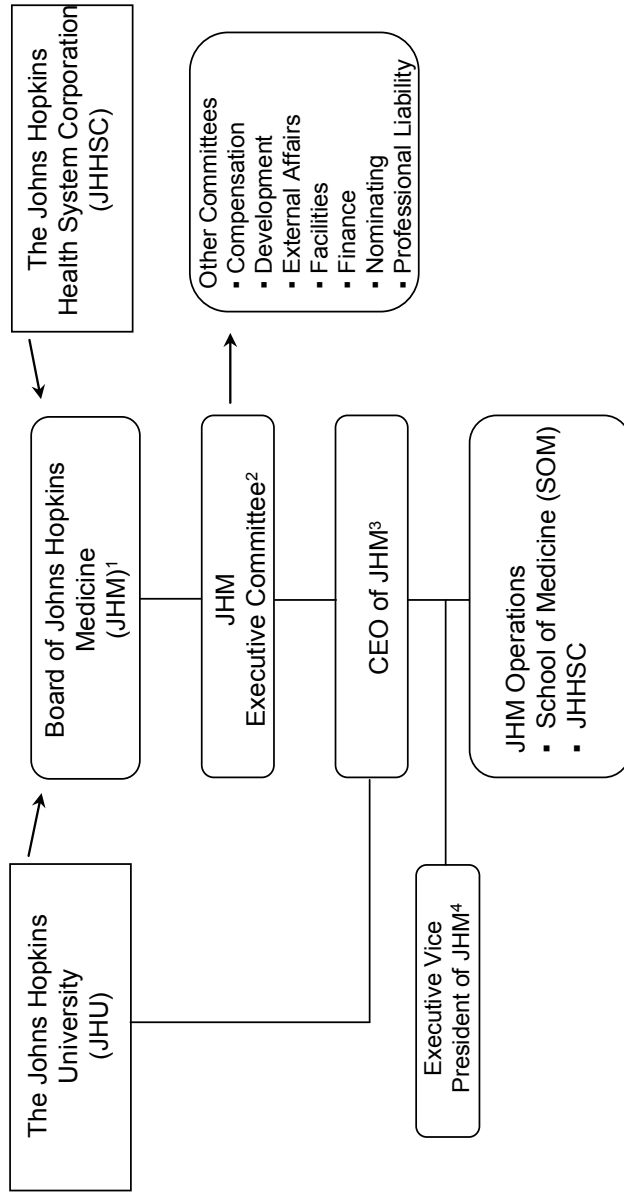 The Johns Hopkins
University
(JHU)
Board of Johns Hopkins
Medicine
(JHM)1
The Johns Hopkins
Health System Corporation
(JHHSC)
JHM
Executive Committee2
Other Committees
▪ Compensation
▪ Development
▪ External Affairs
▪ Facilities
▪ Finance
▪ Nominating
▪ Professional Liability
CEO of JHM3
Executive Vice
President of JHM4
JHM Operations
▪ School of Medicine (SOM)
▪ JHHSC